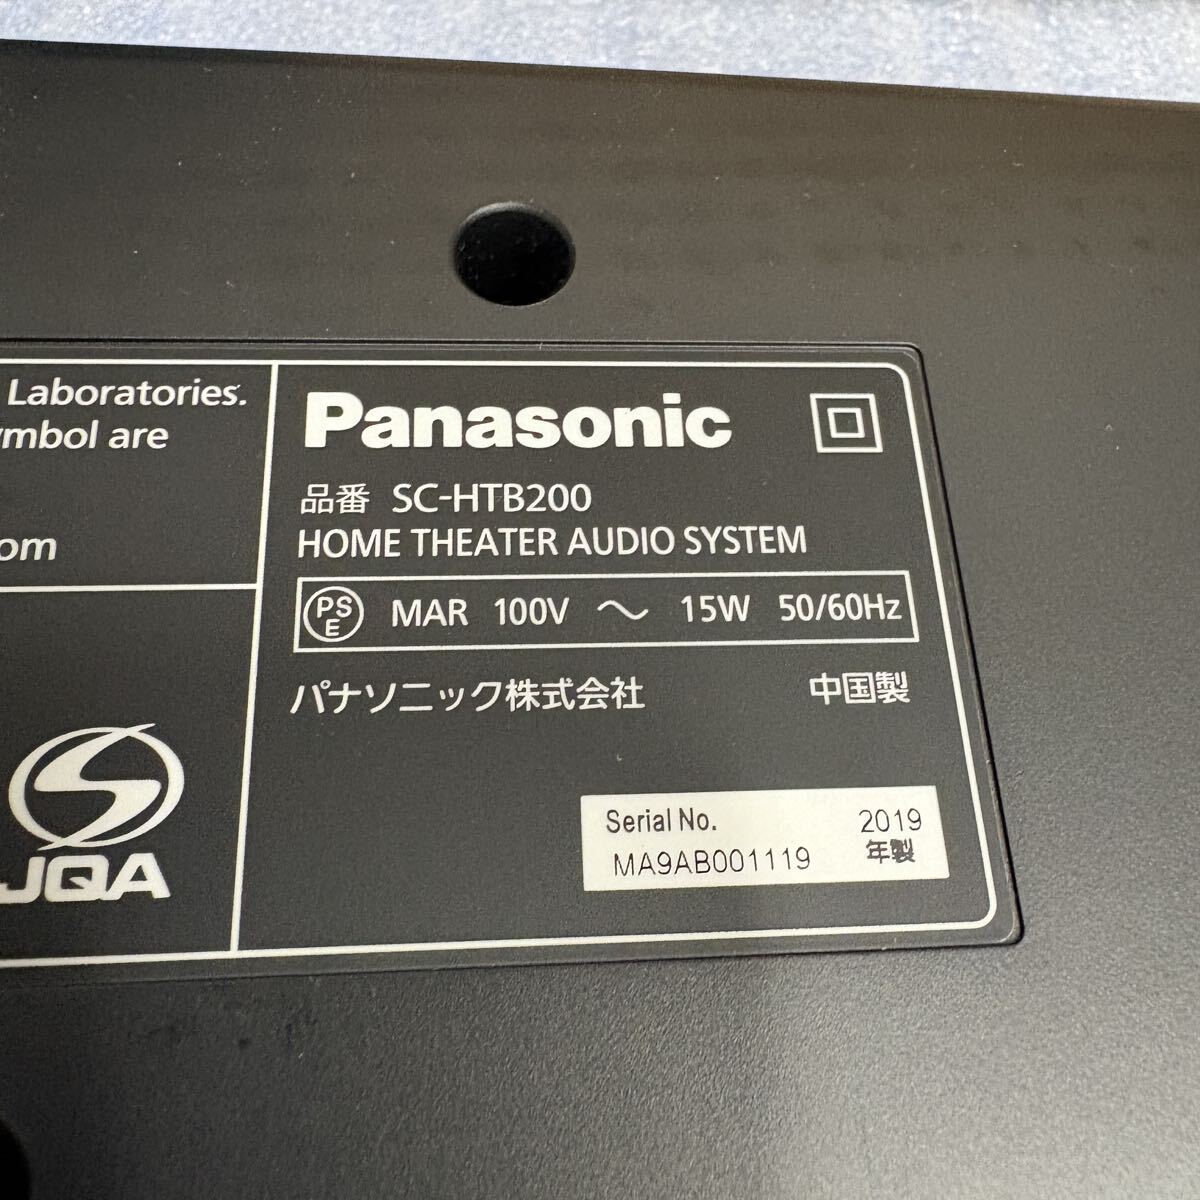 Laboratories.
ymbol are
om
JQA
Panasonic
品番 SC-HTB200
HOME THEATER AUDIO SYSTEM
PS
E
MAR 100V ～ 15W 50/60Hz
パナソニック株式会社 中国製
Serial No. 2019
MA9AB001119 年製